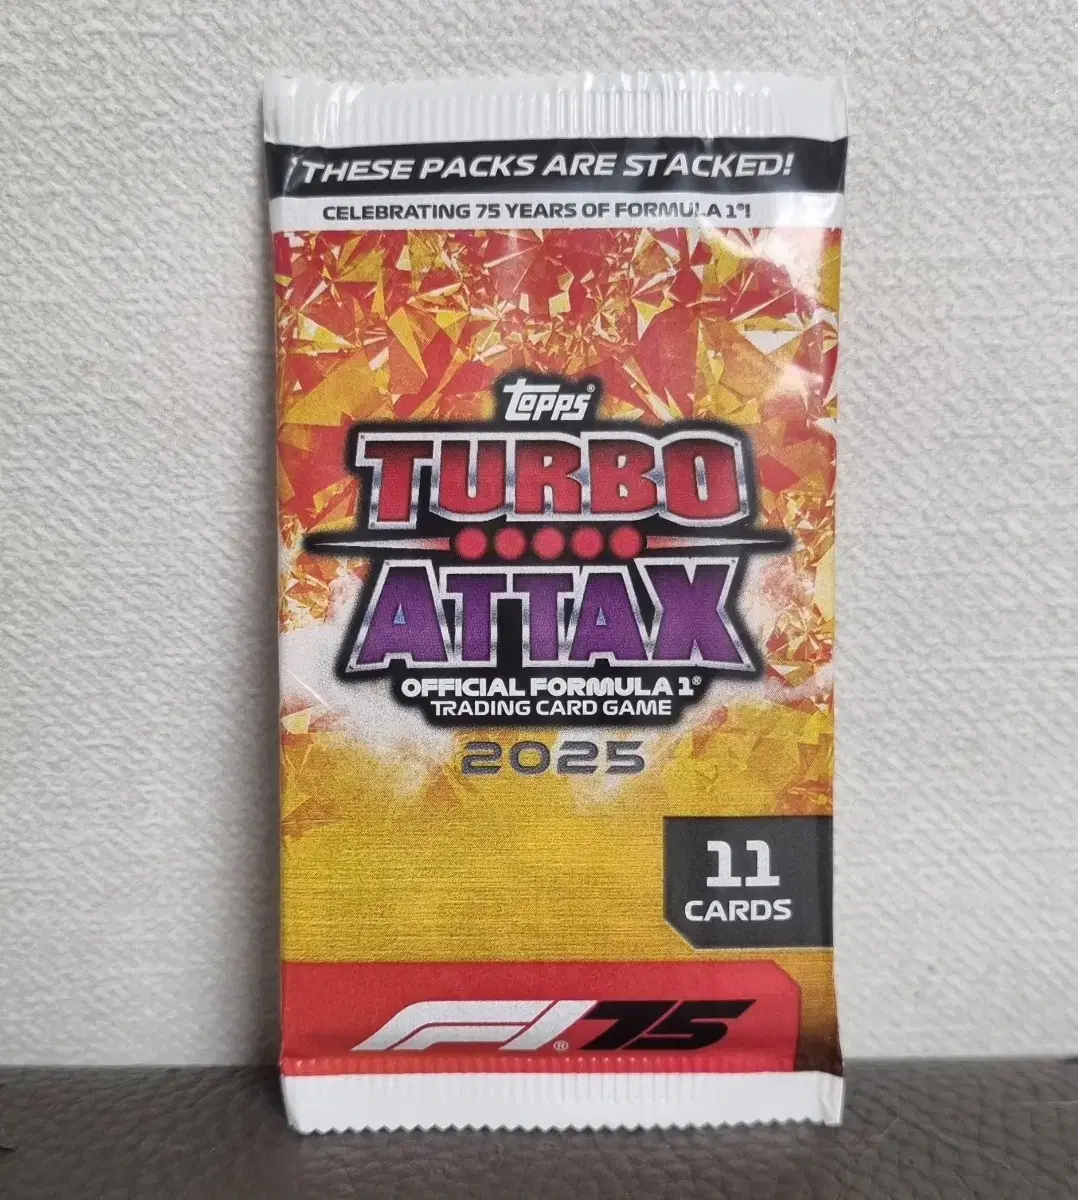 THESE PACKS ARE STACKED!
CELEBRATING 75 YEARS OF FORMULA 1®!
Topps®
TURBO
ATTAX
OFFICIAL FORMULA 1®
TRADING CARD GAME
2025
11
CARDS
F1® 75